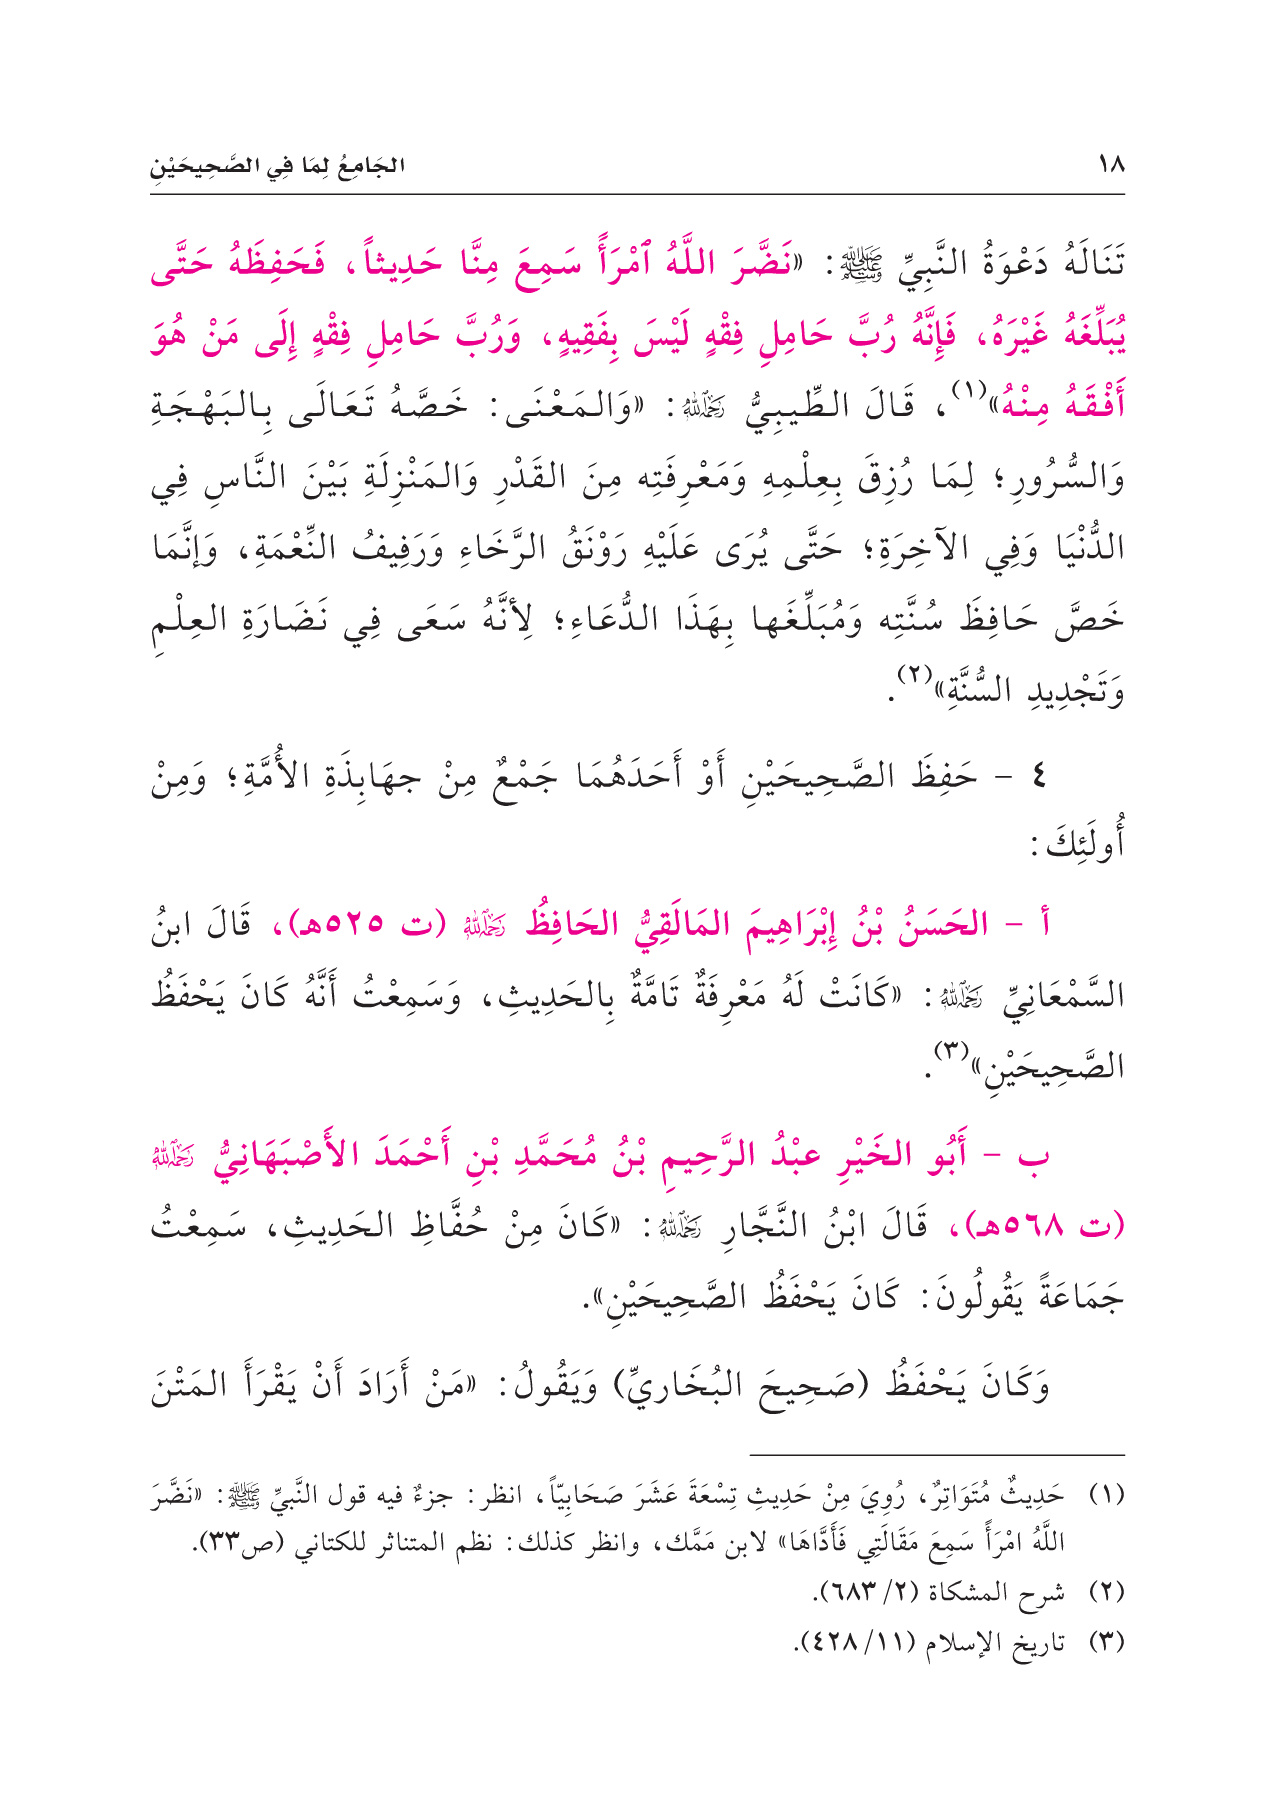 ١٨ الجَامِعُ لِمَا فِي الصَّحِيحَيْنِ
تَنَالَهُ دَعْوَةُ النَّبِيِّ ﷺ: «نَضَّرَ اللَّهُ ٱمْرَأً سَمِعَ مِنَّا حَدِيثاً، فَحَفِظَهُ حَتَّى
يُبَلِّغَهُ غَيْرَهُ، فَإِنَّهُ رُبَّ حَامِلِ فِقْهٍ لَيْسَ بِفَقِيهٍ، وَرُبَّ حَامِلِ فِقْهٍ إِلَى مَنْ هُوَ
أَفْقَهُ مِنْهُ»(١)، قَالَ الطِّيبِيُّ رَحِمَهُ اللَّهُ: «وَالمَعْنَى: خَصَّهُ تَعَالَى بِالبَهْجَةِ
وَالسُّرُورِ؛ لِمَا رُزِقَ بِعِلْمِهِ وَمَعْرِفَتِه مِنَ القَدْرِ وَالمَنْزِلَةِ بَيْنَ النَّاسِ فِي
الدُّنْيَا وَفِي الآخِرَةِ؛ حَتَّى يُرَى عَلَيْهِ رَوْنَقُ الرَّخَاءِ وَرَفِيفُ النِّعْمَةِ، وَإنَّمَا
خَصَّ حَافِظَ سُنَّتِه وَمُبَلِّغَها بِهَذَا الدُّعَاءِ؛ لِأنَّهُ سَعَى فِي نَضَارَةِ العِلْمِ
وَتَجْدِيدِ السُّنَّةِ»(٢).
٤ - حَفِظَ الصَّحِيحَيْنِ أَوْ أَحَدَهُمَا جَمْعٌ مِنْ جهَابِذَةِ الأُمَّةِ؛ وَمِنْ
أُولَئِكَ:
أ - الحَسَنُ بْنُ إِبْرَاهِيمَ المَالَقِيُّ الحَافِظُ رَحِمَهُ اللَّهُ (ت ٥٢٥هـ)، قَالَ ابنُ
السَّمْعَانِيِّ رَحِمَهُ اللَّهُ: «كَانَتْ لَهُ مَعْرِفَةٌ تَامَّةٌ بِالحَدِيثِ، وَسَمِعْتُ أَنَّهُ كَانَ يَحْفَظُ
الصَّحِيحَيْنِ»(٣).
ب - أَبُو الخَيْرِ عبْدُ الرَّحِيمِ بْنُ مُحَمَّدِ بْنِ أَحْمَدَ الأَصْبَهَانِيُّ رَحِمَهُ اللَّهُ
(ت ٥٦٨هـ)، قَالَ ابْنُ النَّجَّارِ رَحِمَهُ اللَّهُ: «كَانَ مِنْ حُفَّاظِ الحَدِيثِ، سَمِعْتُ
جَمَاعَةً يَقُولُونَ: كَانَ يَحْفَظُ الصَّحِيحَيْنِ».
وَكَانَ يَحْفَظُ (صَحِيحَ البُخَارِيِّ) وَيَقُولُ: «مَنْ أَرَادَ أَنْ يَقْرَأَ المَتْنَ
(١) حَدِيثٌ مُتَوَاتِرٌ، رُوِيَ مِنْ حَدِيثِ تِسْعَةَ عَشَرَ صَحَابِيّاً، انظر: جزءٌ فيه قول النَّبيِّ ﷺ: «نَضَّرَ
اللَّهُ امْرَأً سَمِعَ مَقَالَتِي فَأَدَّاهَا» لابن مَمَّك، وانظر كذلك: نظم المتناثر للكتاني (ص٣٣).
(٢) شرح المشكاة (٢/ ٦٨٣).
(٣) تاريخ الإسلام (١١/ ٤٢٨).